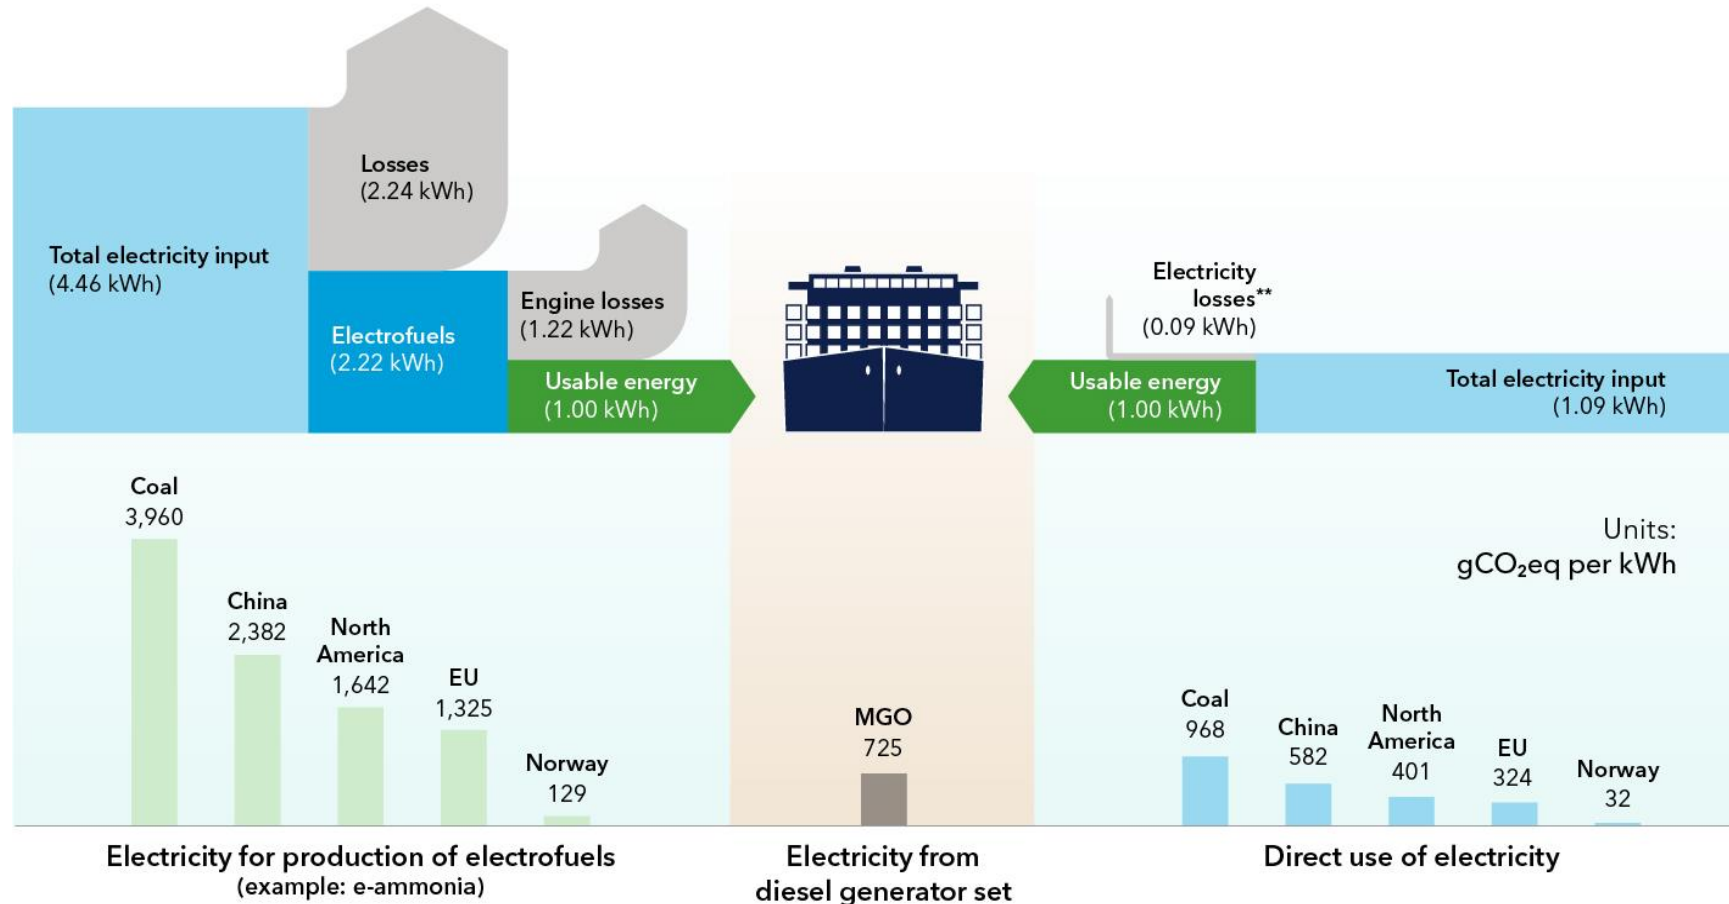 Losses
(2.24 kWh)
Total electricity input
(4.46 kWh)
Electrofuels
(2.22 kWh)
Engine losses
(1.22 kWh)
Usable energy
(1.00 kWh)
Electricity
losses**
(0.09 kWh)
Usable energy
(1.00 kWh)
Total electricity input
(1.09 kWh)
Coal
3,960
China
2,382
North
America
1,642
EU
1,325
Norway
129
MGO
725
Units:
gCO₂eq per kWh
Coal
968
China
582
North
America
401
EU
324
Norway
32
Electricity for production of electrofuels
(example: e-ammonia)
Electricity from
diesel generator set
Direct use of electricity